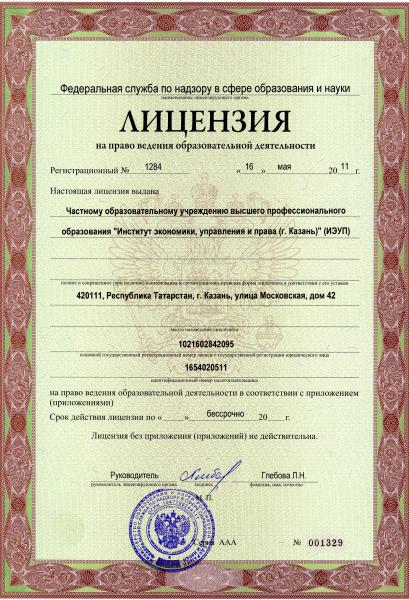 Федеральная служба по надзору в сфере образования и науки
наименование лицензирующего органа
ЛИЦЕНЗИЯ
на право ведения образовательной деятельности
Регистрационный № 1284 « 16 » мая 2011 г.
Настоящая лицензия выдана
Частному образовательному учреждению высшего профессионального
образования "Институт экономики, управления и права (г. Казань)" (ИЭУП)
полное и сокращенное (при наличии) наименования и организационно-правовая форма лицензиата в соответствии с его уставом
420111, Республика Татарстан, г. Казань, улица Московская, дом 42
место нахождения лицензиата
1021602842095
основной государственный регистрационный номер записи о государственной регистрации юридического лица
1654020511
идентификационный номер налогоплательщика
на право ведения образовательной деятельности в соответствии с приложением
(приложениями)
Срок действия лицензии по « » бессрочно 20 г.
Лицензия без приложения (приложений) не действительна.
Руководитель Глебова Л.Н.
руководитель лицензирующего органа подпись фамилия, имя, отчество
М. П.
Серия ААА № 001329